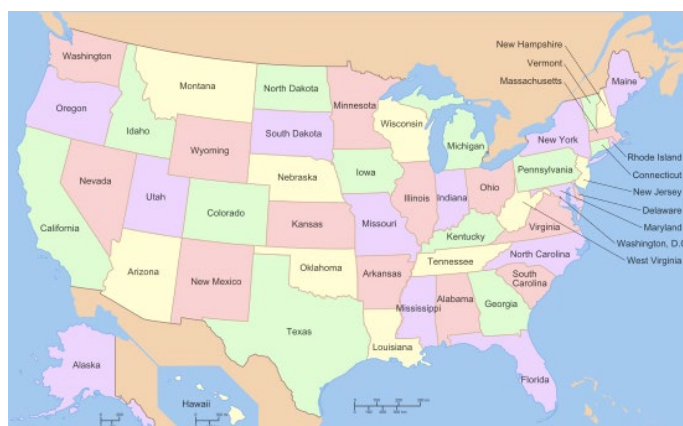 New Hampshire
Vermont
Massachusetts
Washington
Montana
North Dakota
Minnesota
Maine
Oregon
Idaho
South Dakota
Wisconsin
Michigan
New York
Wyoming
Rhode Island
Connecticut
Nebraska
Iowa
Pennsylvania
New Jersey
Nevada
Utah
Colorado
Illinois
Indiana
Ohio
Delaware
Maryland
California
Kansas
Missouri
Kentucky
Virginia
Washington, D.C
West Virginia
Arizona
New Mexico
Oklahoma
Arkansas
Tennessee
North Carolina
South
Carolina
Mississippi
Alabama
Georgia
Texas
Louisiana
Alaska
Hawaii
Florida